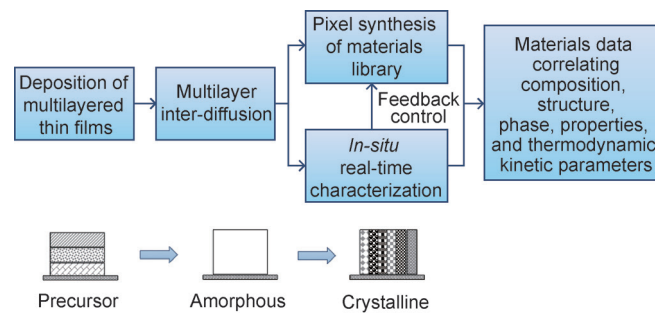 Deposition of
multilayered
thin films
Multilayer
inter-diffusion
Pixel synthesis
of materials
library
Feedback
control
In-situ
real-time
characterization
Materials data
correlating
composition,
structure,
phase, properties,
and thermodynamic
kinetic parameters
Precursor
Amorphous
Crystalline